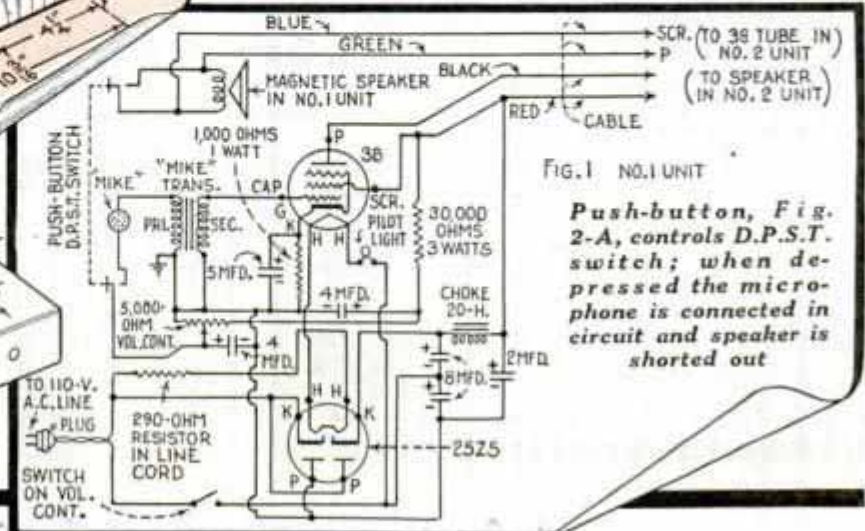 BLUE
GREEN
BLACK
RED
CABLE
SCR. (TO 38 TUBE IN
P NO. 2 UNIT)
(TO SPEAKER
IN NO. 2 UNIT)
MAGNETIC SPEAKER
IN NO. 1 UNIT
1,000 OHMS
1 WATT
PUSH-BUTTON
D.P.S.T. SWITCH
"MIKE"
"MIKE"
TRANS.
PRI.
SEC.
CAP
G
K
H H
P
38
SCR.
PILOT
LIGHT
30,000
OHMS
3 WATTS
5 MFD.
4 MFD.
CHOKE
20-H.
5,000-
OHM
VOL. CONT.
4
MFD.
8 MFD.
2 MFD.
TO 110-V.
A.C. LINE
PLUG
290-OHM
RESISTOR
IN LINE
CORD
SWITCH
ON VOL.
CONT.
H H
K
K
P
P
25Z5
FIG. 1 NO. 1 UNIT
Push-button, Fig.
2-A, controls D.P.S.T.
switch; when de-
pressed the micro-
phone is connected in
circuit and speaker is
shorted out